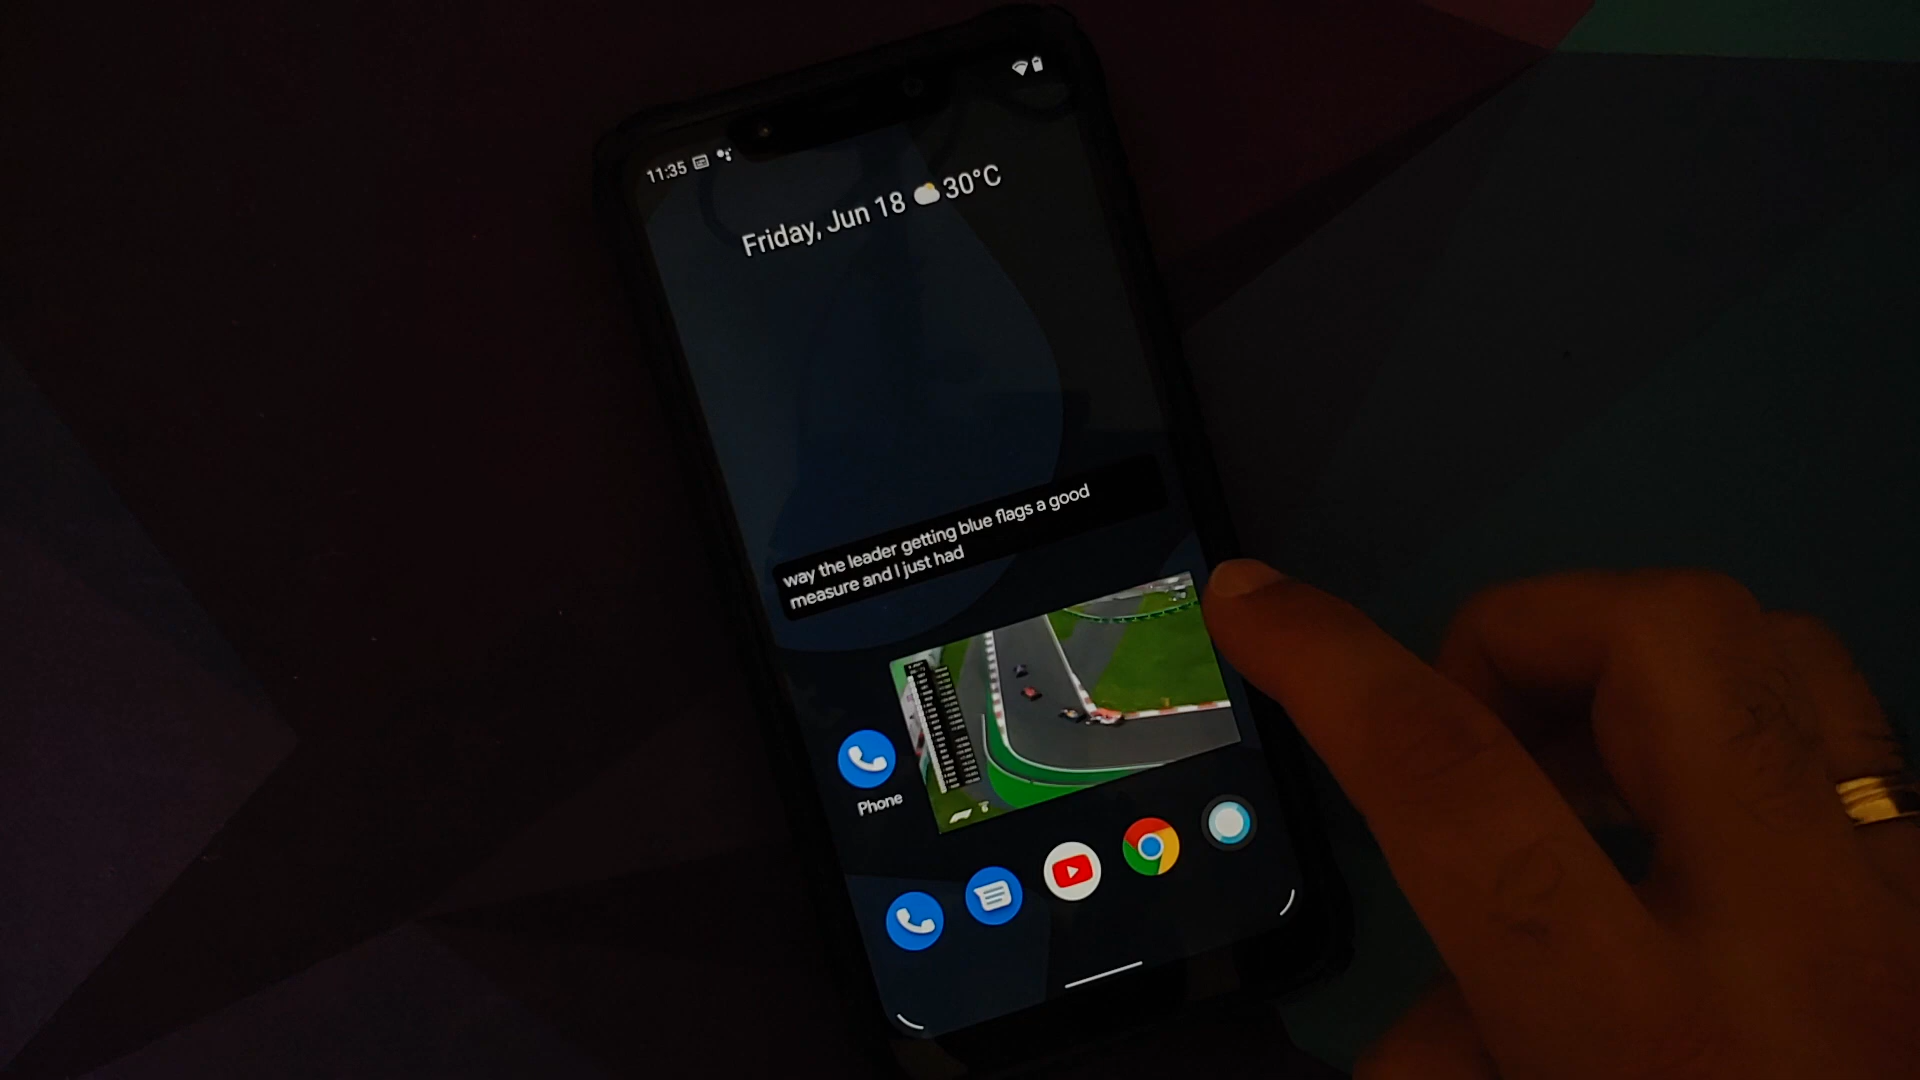 11:35
Friday, Jun 18 30°C
way the leader getting blue flags a good
measure and I just had
Phone